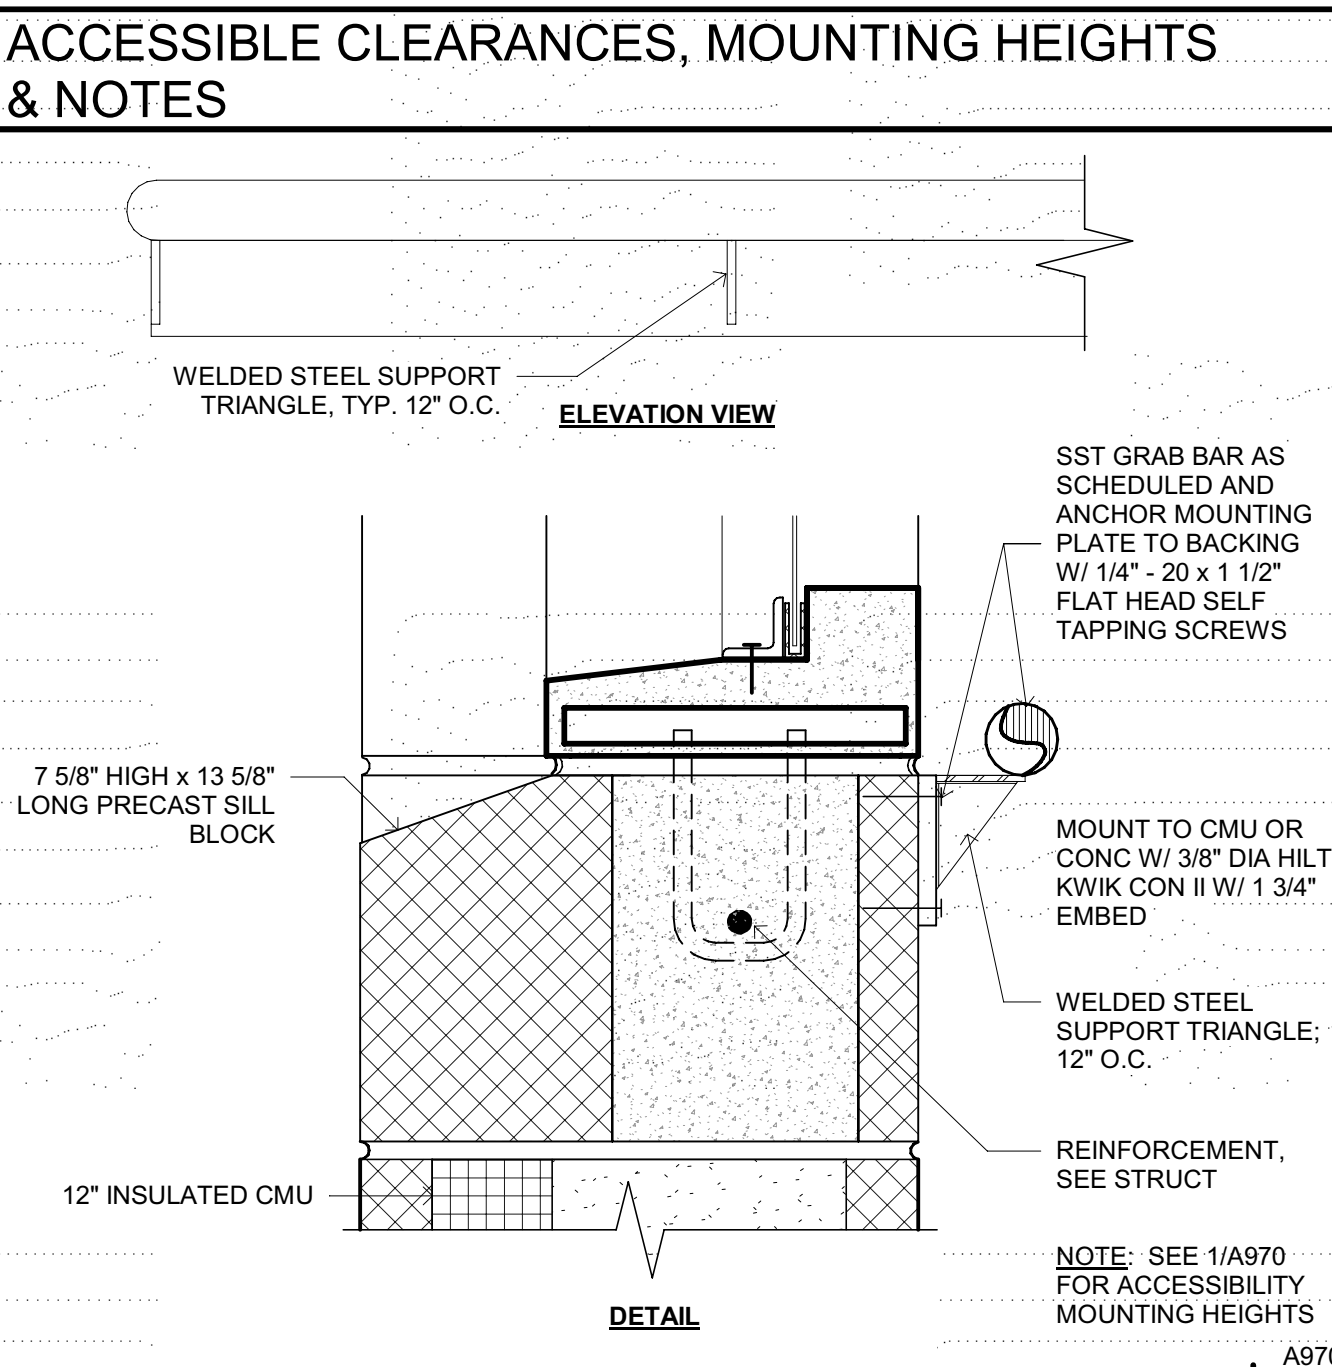 ACCESSIBLE CLEARANCES, MOUNTING HEIGHTS
& NOTES
WELDED STEEL SUPPORT
TRIANGLE, TYP. 12" O.C.
ELEVATION VIEW
SST GRAB BAR AS
SCHEDULED AND
ANCHOR MOUNTING
PLATE TO BACKING
W/ 1/4" - 20 x 1 1/2"
FLAT HEAD SELF
TAPPING SCREWS
7 5/8" HIGH x 13 5/8"
LONG PRECAST SILL
BLOCK
MOUNT TO CMU OR
CONC W/ 3/8" DIA HILT
KWIK CON II W/ 1 3/4"
EMBED
WELDED STEEL
SUPPORT TRIANGLE;
12" O.C.
REINFORCEMENT,
SEE STRUCT
12" INSULATED CMU
NOTE: SEE 1/A970
FOR ACCESSIBILITY
MOUNTING HEIGHTS
DETAIL
A970